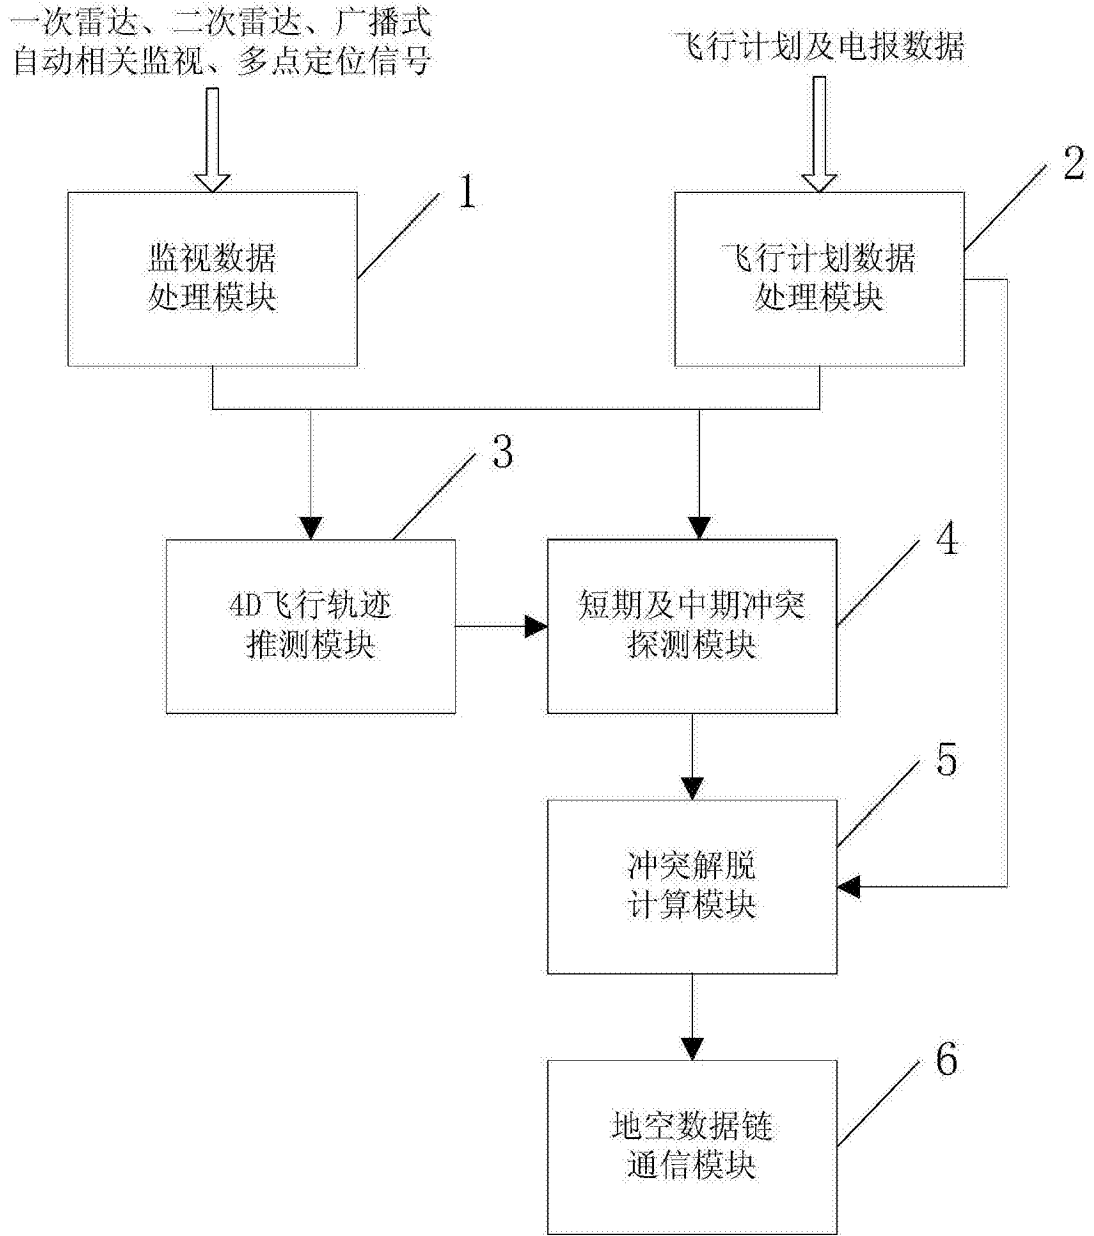 一次雷达、二次雷达、广播式
自动相关监视、多点定位信号
飞行计划及电报数据
1
监视数据
处理模块
2
飞行计划数据
处理模块
3
4D飞行轨迹
推测模块
4
短期及中期冲突
探测模块
5
冲突解脱
计算模块
6
地空数据链
通信模块